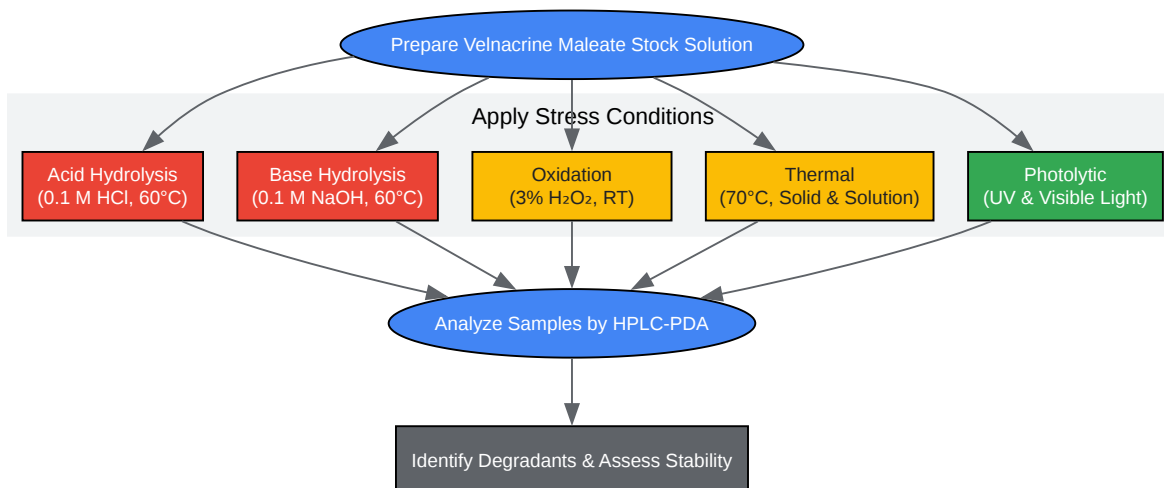 Prepare Velnacrine Maleate Stock Solution
Apply Stress Conditions
Acid Hydrolysis
(0.1 M HCl, 60°C)
Base Hydrolysis
(0.1 M NaOH, 60°C)
Oxidation
(3% H₂O₂, RT)
Thermal
(70°C, Solid & Solution)
Photolytic
(UV & Visible Light)
Analyze Samples by HPLC-PDA
Identify Degradants & Assess Stability